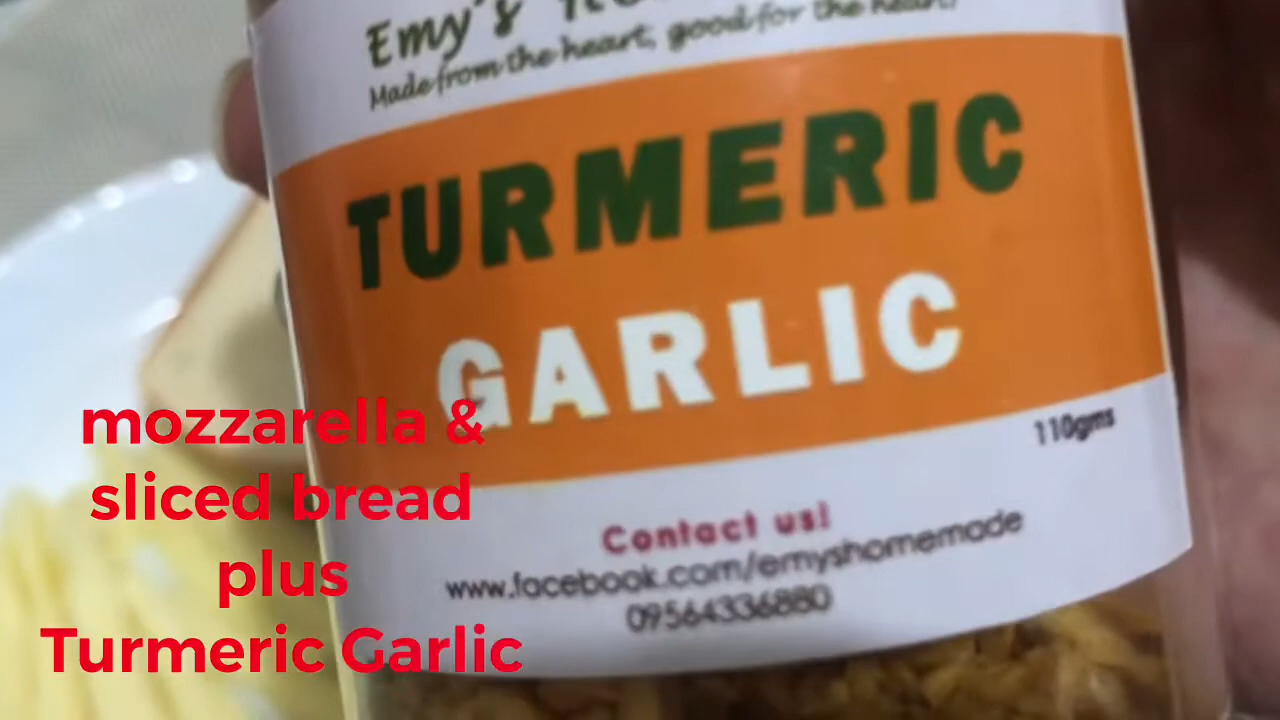 Emy's
Made from the heart, good for the heart!
TURMERIC
GARLIC
110gms
Contact us!
www.facebook.com/emyshomemade
09564336880
mozzarella &
sliced bread
plus
Turmeric Garlic